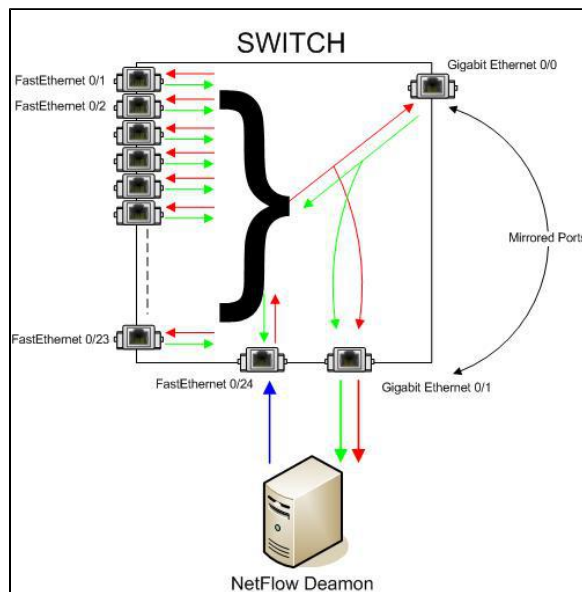 SWITCH
Gigabit Ethernet 0/0
FastEthernet 0/1
FastEthernet 0/2
Mirrored Ports
FastEthernet 0/23
FastEthernet 0/24
Gigabit Ethernet 0/1
NetFlow Deamon